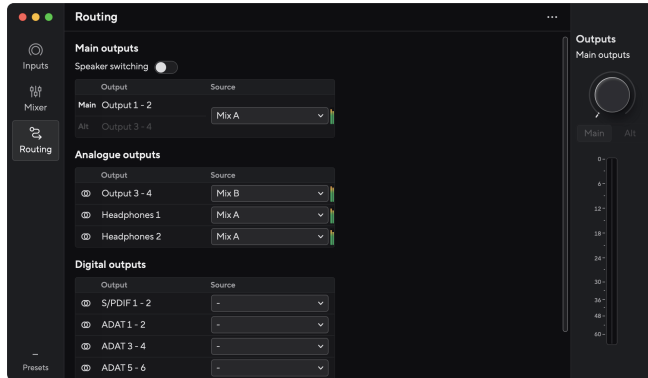 Routing
...
Inputs
Mixer
Routing
Presets
Main outputs
Speaker switching
Output Source
Main Output 1 - 2
Mix A
Alt Output 3 - 4
Analogue outputs
Output Source
Output 3 - 4 Mix B
Headphones 1 Mix A
Headphones 2 Mix A
Digital outputs
Output Source
S/PDIF 1 - 2 -
ADAT 1 - 2 -
ADAT 3 - 4 -
ADAT 5 - 6 -
Outputs
Main outputs
Main Alt
0
6
12
18
24
30
36
48
60